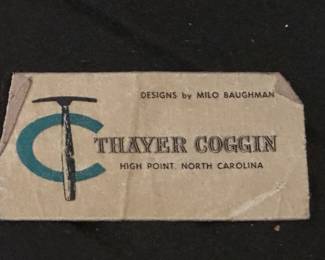 DESIGNS by MILO BAUGHMAN
THAYER COGGIN
HIGH POINT, NORTH CAROLINA